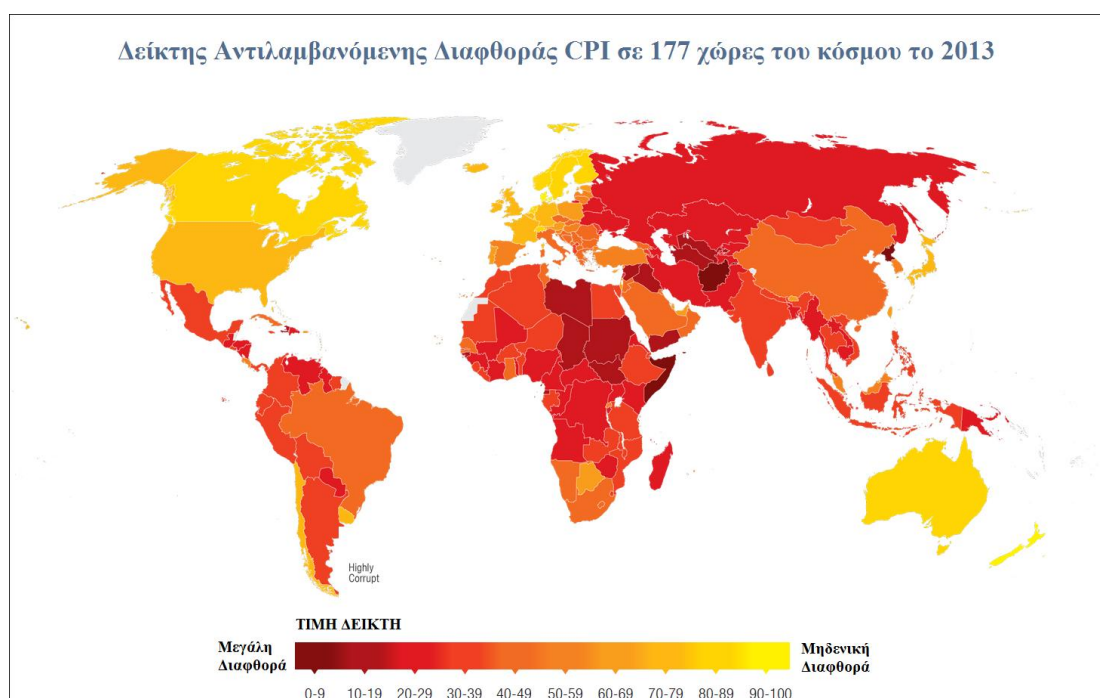 Δείκτης Αντιλαμβανόμενης Διαφθοράς CPI σε 177 χώρες του κόσμου το 2013
Highly
Corrupt
ΤΙΜΗ ΔΕΙΚΤΗ
Μεγάλη
Διαφθορά
Μηδενική
Διαφθορά
0-9 10-19 20-29 30-39 40-49 50-59 60-69 70-79 80-89 90-100